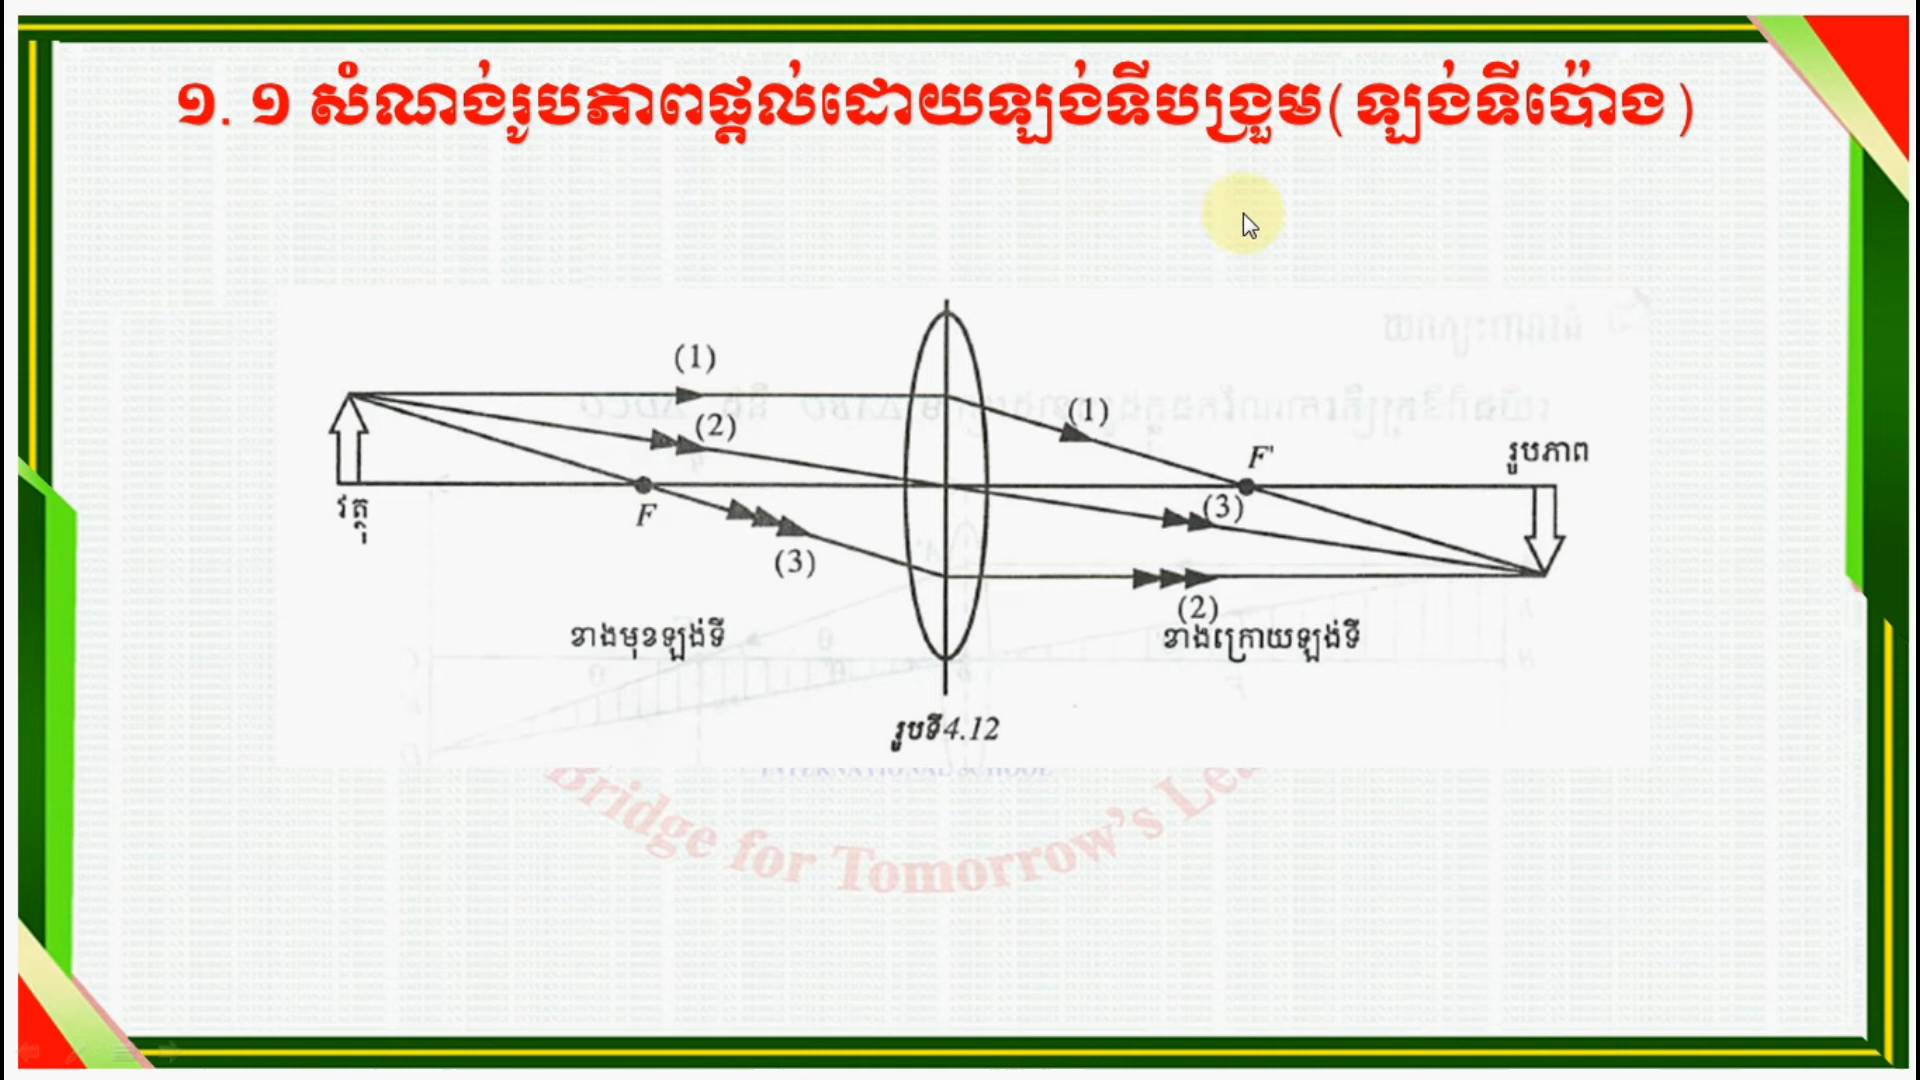 ១. ១ សំណង់រូបភាពផ្តល់ដោយឡង់ទីបង្រួម(ឡង់ទីប៉ោង)
(1)
(2)
(1)
F'
រូបភាព
វត្ថុ
F
(3)
(3)
(2)
ខាងមុខឡង់ទី
ខាងក្រោយឡង់ទី
រូបទី4.12
INTERNATIONAL SCHOOL
Bridge for Tomorrow's Lea